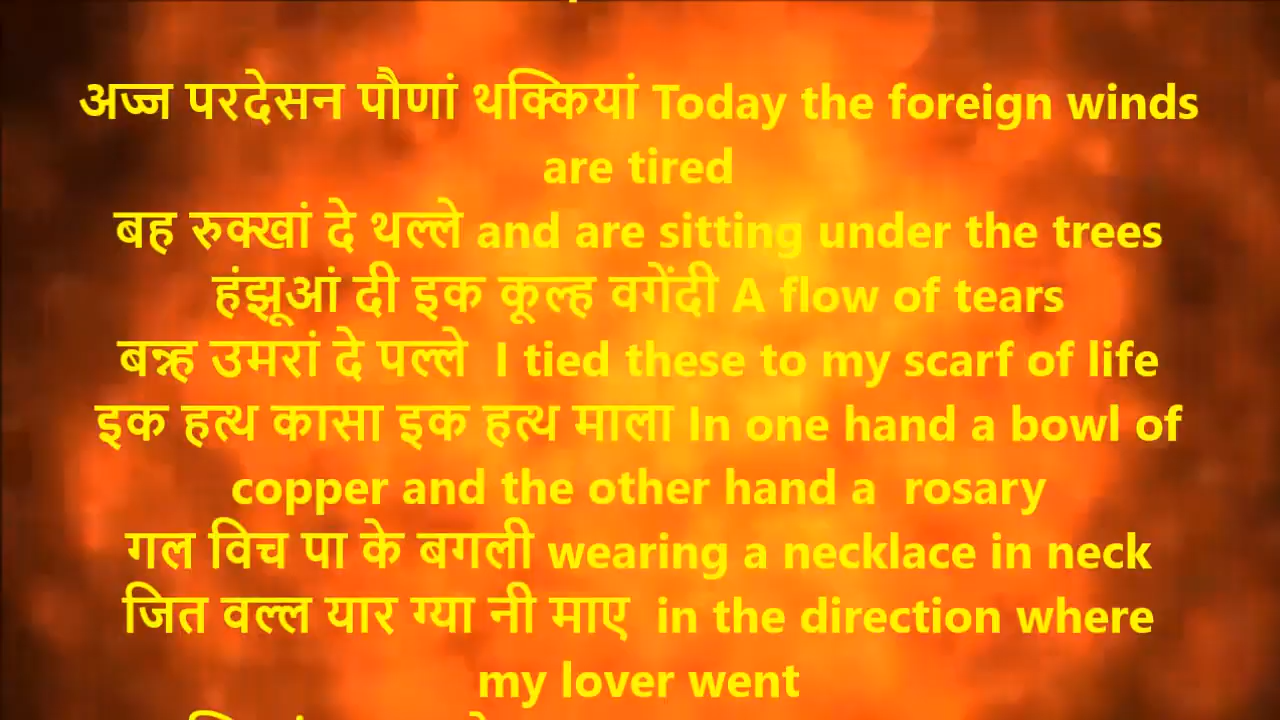 अज्ज परदेसन पौणां थक्कियां Today the foreign winds
are tired
बह रुक्खां दे थल्ले and are sitting under the trees
हंझूआं दी इक कूल्ह वगेंदी A flow of tears
बन्नह उमरां दे पल्ले I tied these to my scarf of life
इक हत्थ कासा इक हत्थ माला In one hand a bowl of
copper and the other hand a rosary
गल विच पा के बगली wearing a necklace in neck
जित वल्ल यार ग्या नी माए in the direction where
my lover went